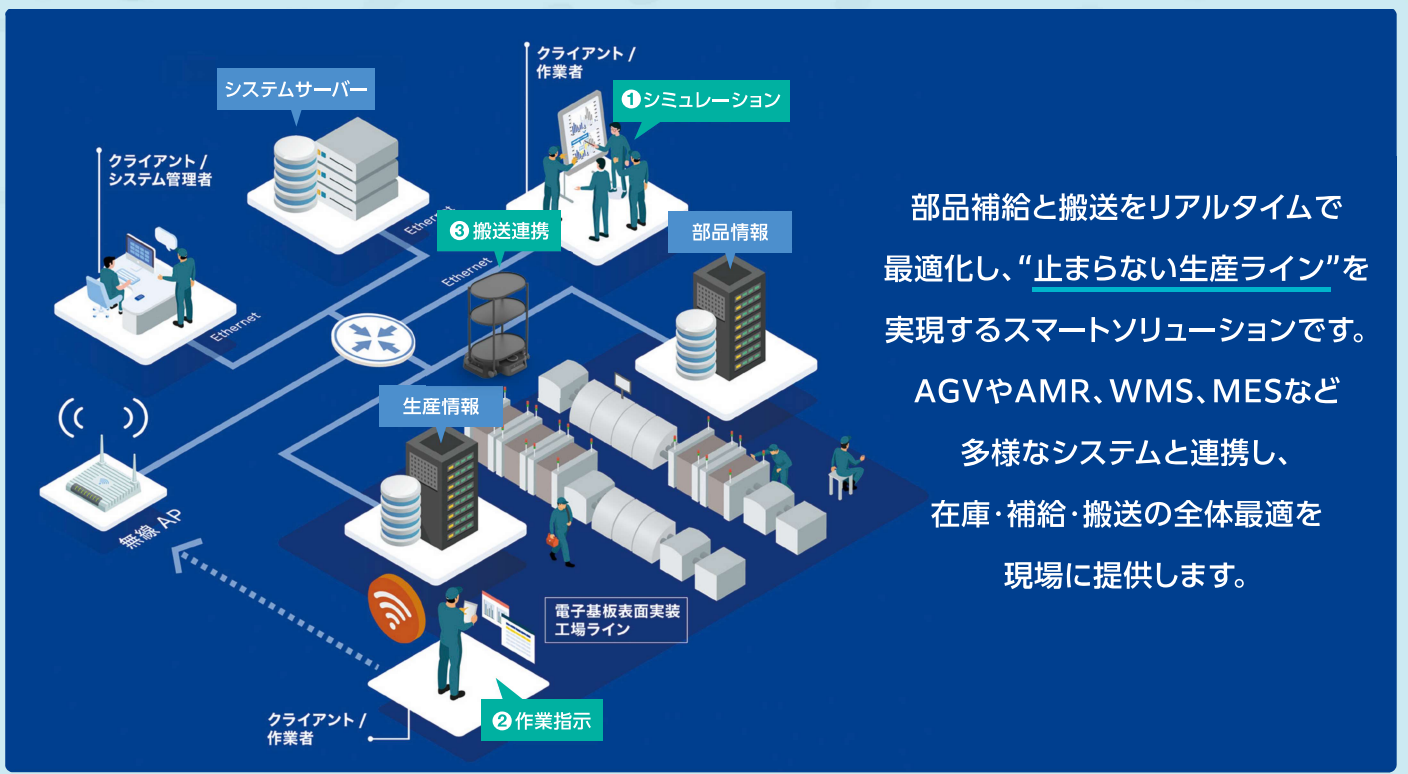 クライアント /
作業者
システムサーバー
❶シミュレーション
クライアント /
システム管理者
Ethernet
❸搬送連携
部品情報
Ethernet
Ethernet
生産情報
無線 AP
電子基板表面実装
工場ライン
❷作業指示
クライアント /
作業者
部品補給と搬送をリアルタイムで
最適化し、“止まらない生産ライン”を
実現するスマートソリューションです。
AGVやAMR、WMS、MESなど
多様なシステムと連携し、
在庫・補給・搬送の全体最適を
現場に提供します。